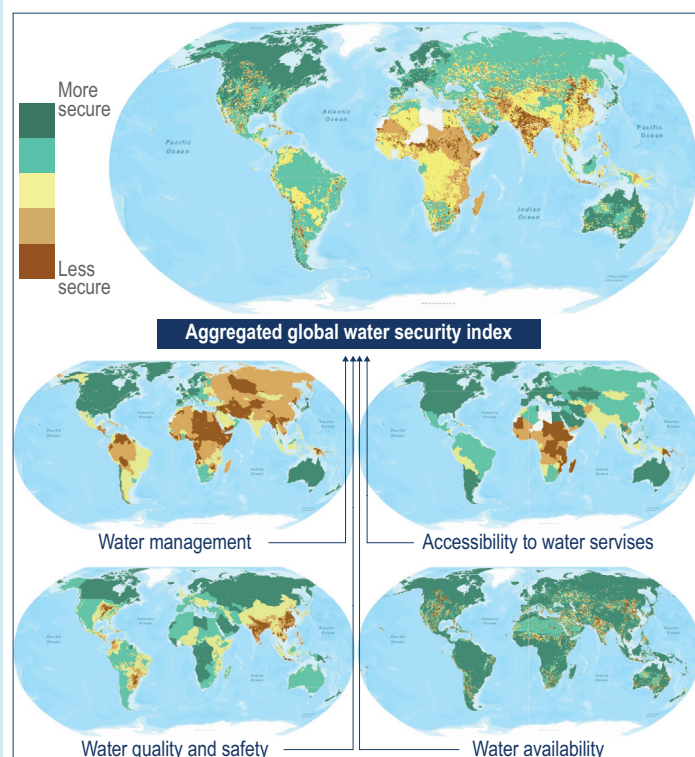 More
secure
Less
secure
Atlantic
Ocean
Pacific
Ocean
Pacific
Ocean
Indian
Ocean
Aggregated global water security index
Water management
Accessibility to water servises
Water quality and safety
Water availability